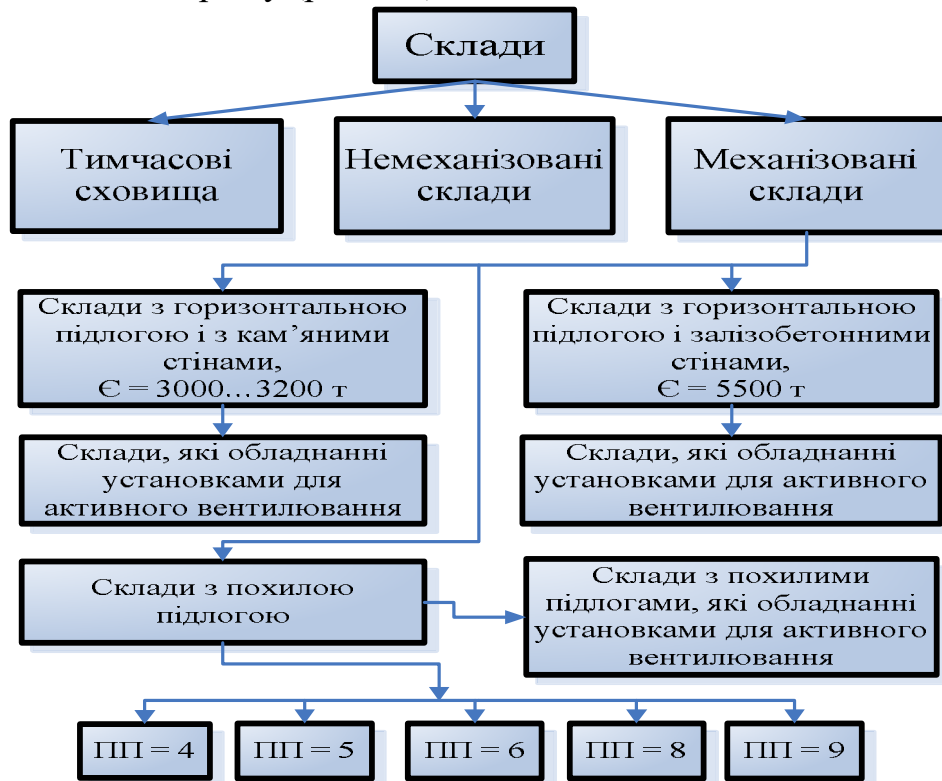 Склади
Тимчасові
сховища
Немеханізовані
склади
Механізовані
склади
Склади з горизонтальною
підлогою і з кам’яними
стінами,
Є = 3000…3200 т
Склади з горизонтальною
підлогою і залізобетонними
стінами,
Є = 5500 т
Склади, які обладнанні
установками для
активного вентилювання
Склади, які обладнанні
установками для активного
вентилювання
Склади з похилою
підлогою
Склади з похилими
підлогами, які обладнанні
установками для активного
вентилювання
ПП = 4
ПП = 5
ПП = 6
ПП = 8
ПП = 9